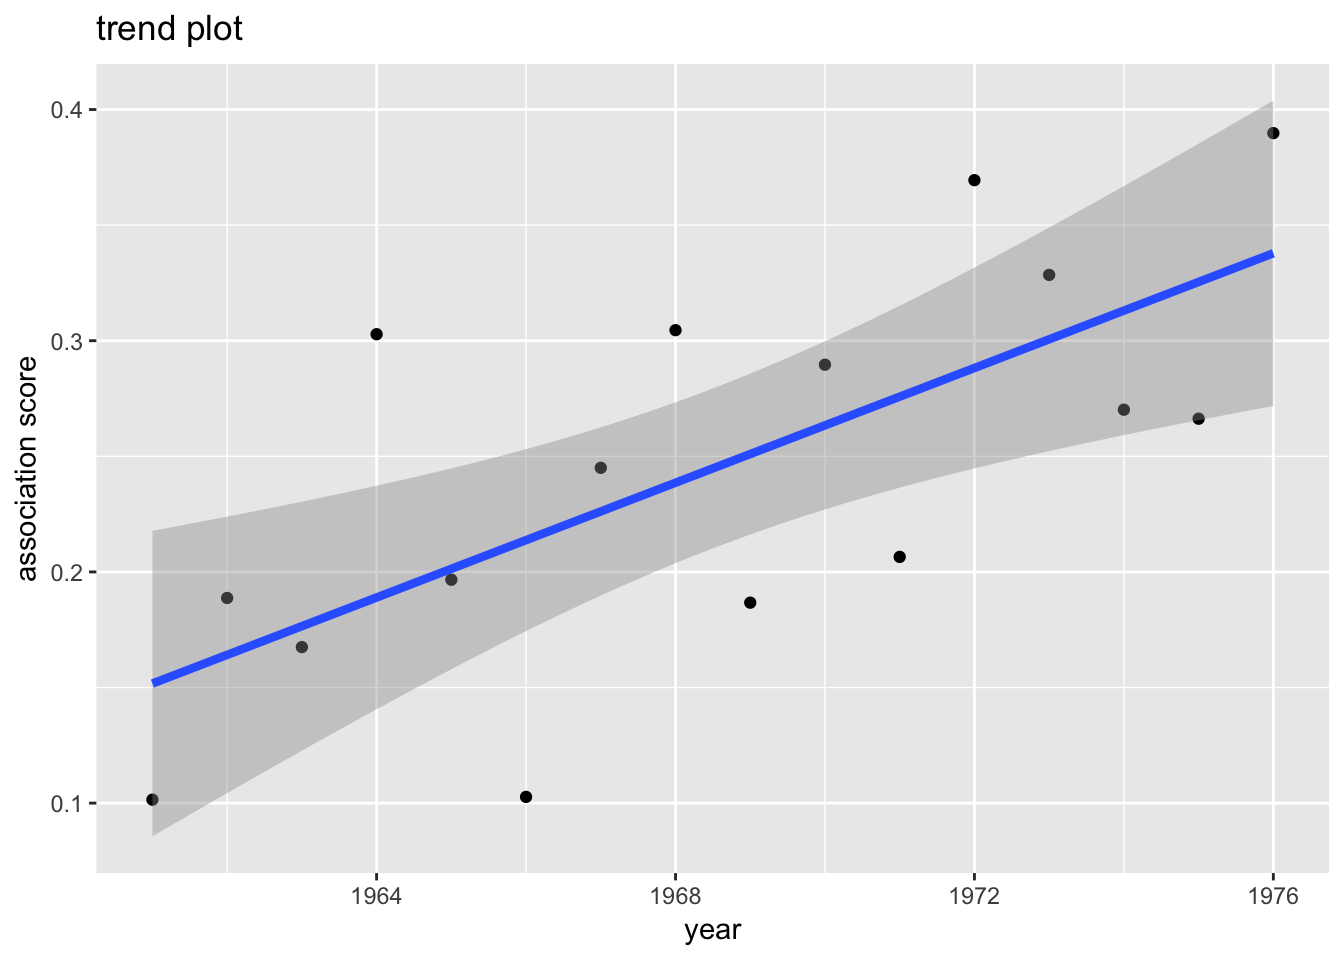 trend plot
association score
0.4
0.3
0.2
0.1
1964 1968 1972 1976
year